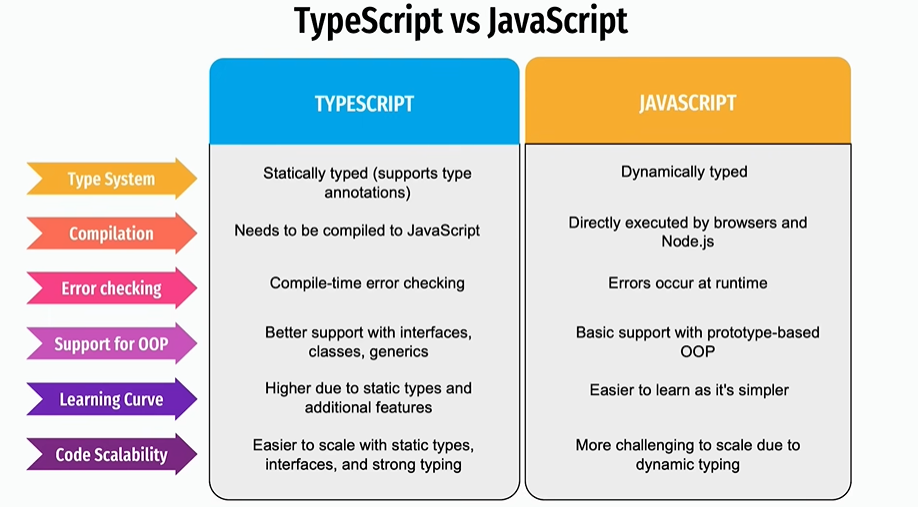 TypeScript vs JavaScript
TYPESCRIPT
JAVASCRIPT
Type System
Statically typed (supports type
annotations)
Dynamically typed
Compilation
Needs to be compiled to JavaScript
Directly executed by browsers and
Node.js
Error checking
Compile-time error checking
Errors occur at runtime
Support for OOP
Better support with interfaces,
classes, generics
Basic support with prototype-based
OOP
Learning Curve
Higher due to static types and
additional features
Easier to learn as it's simpler
Code Scalability
Easier to scale with static types,
interfaces, and strong typing
More challenging to scale due to
dynamic typing